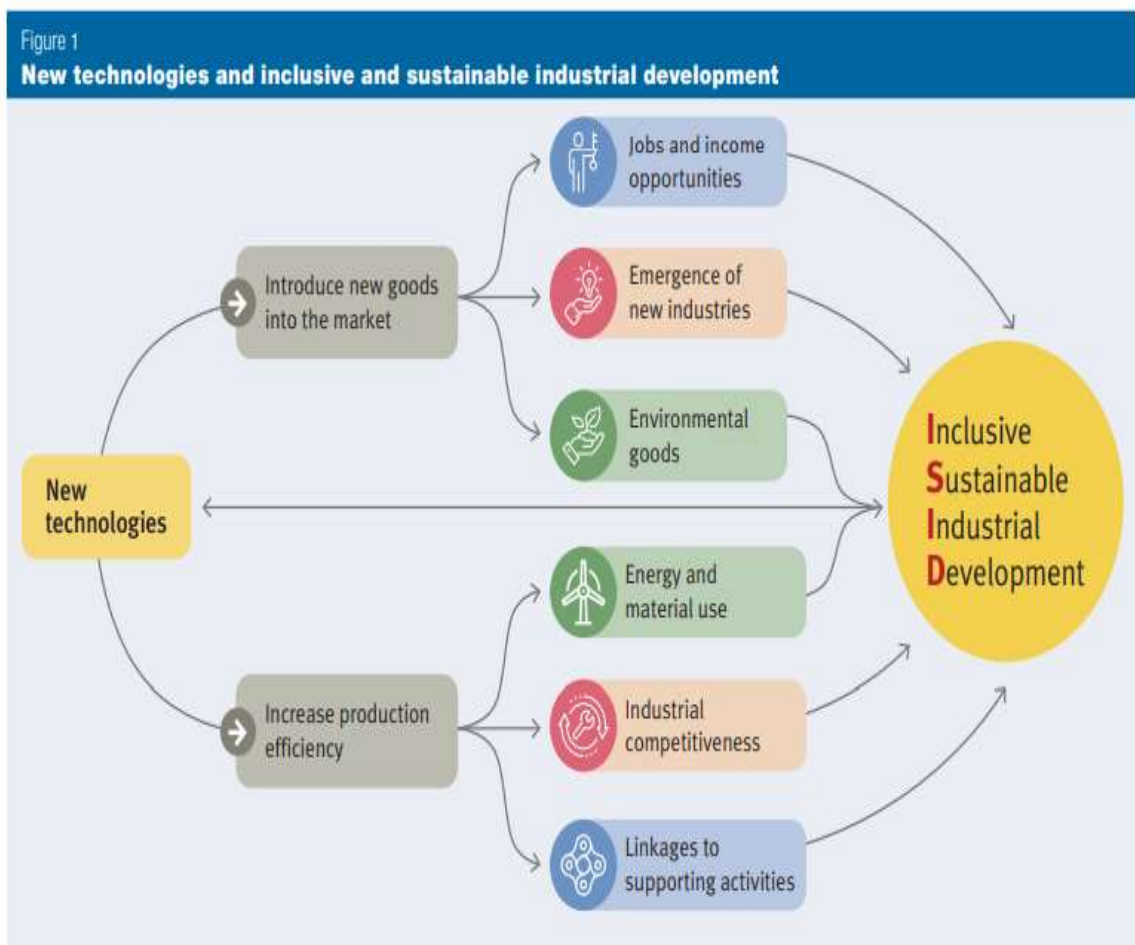 Figure 1
New technologies and inclusive and sustainable industrial development
Jobs and income
opportunities
Introduce new goods
into the market
Emergence of
new industries
Environmental
goods
New
technologies
Inclusive
Sustainable
Industrial
Development
Energy and
material use
Increase production
efficiency
Industrial
competitiveness
Linkages to
supporting activities